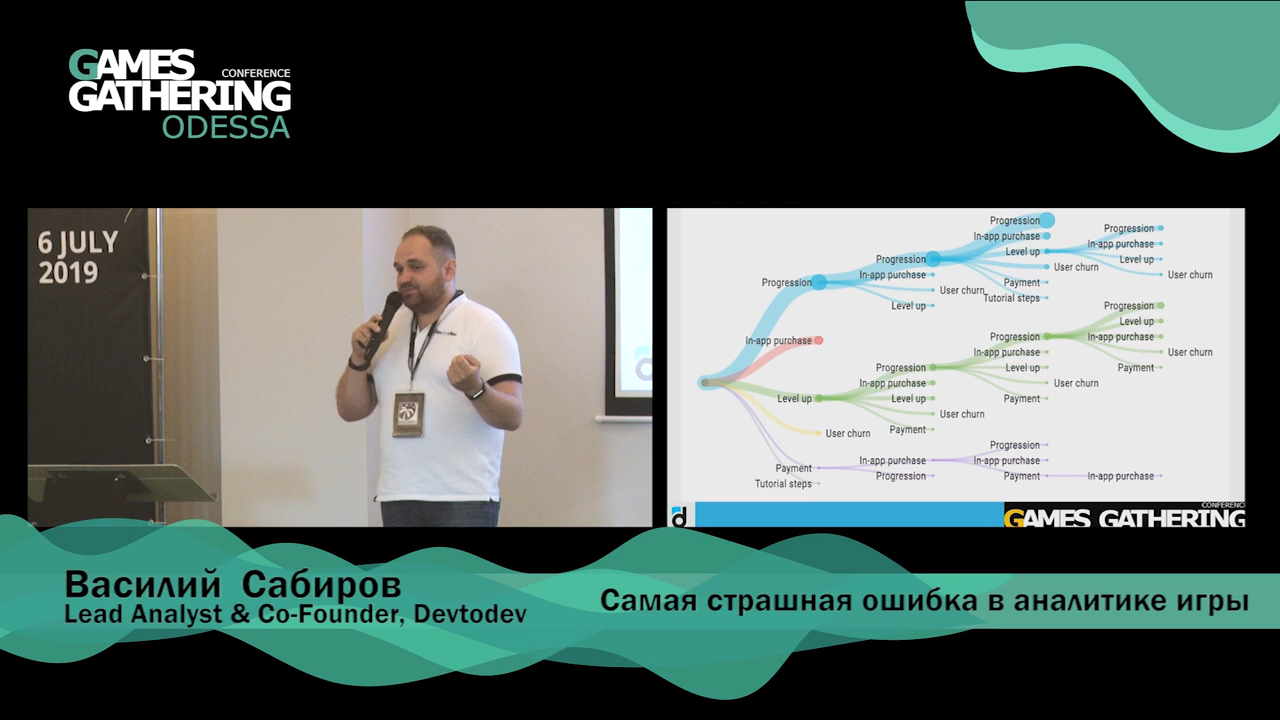 GAMES
CONFERENCE
GATHERING
ODESSA
6 JULY
2019
Progression
In-app purchase
Level up
User churn
Payment
Tutorial steps
Progression
In-app purchase
User churn
Level up
Progression
In-app purchase
Level up
User churn
Payment
Tutorial steps
Progression
In-app purchase
Level up
User churn
Progression
In-app purchase
Level up
User churn
Payment
Progression
In-app purchase
Level up
User churn
Payment
Progression
Level up
In-app purchase
User churn
Payment
In-app purchase
Progression
Progression
In-app purchase
Payment
In-app purchase
d
CONFERENC
GAMES GATHERING
Василий Сабиров
Lead Analyst & Co-Founder, Devtodev
Самая страшная ошибка в аналитике игры